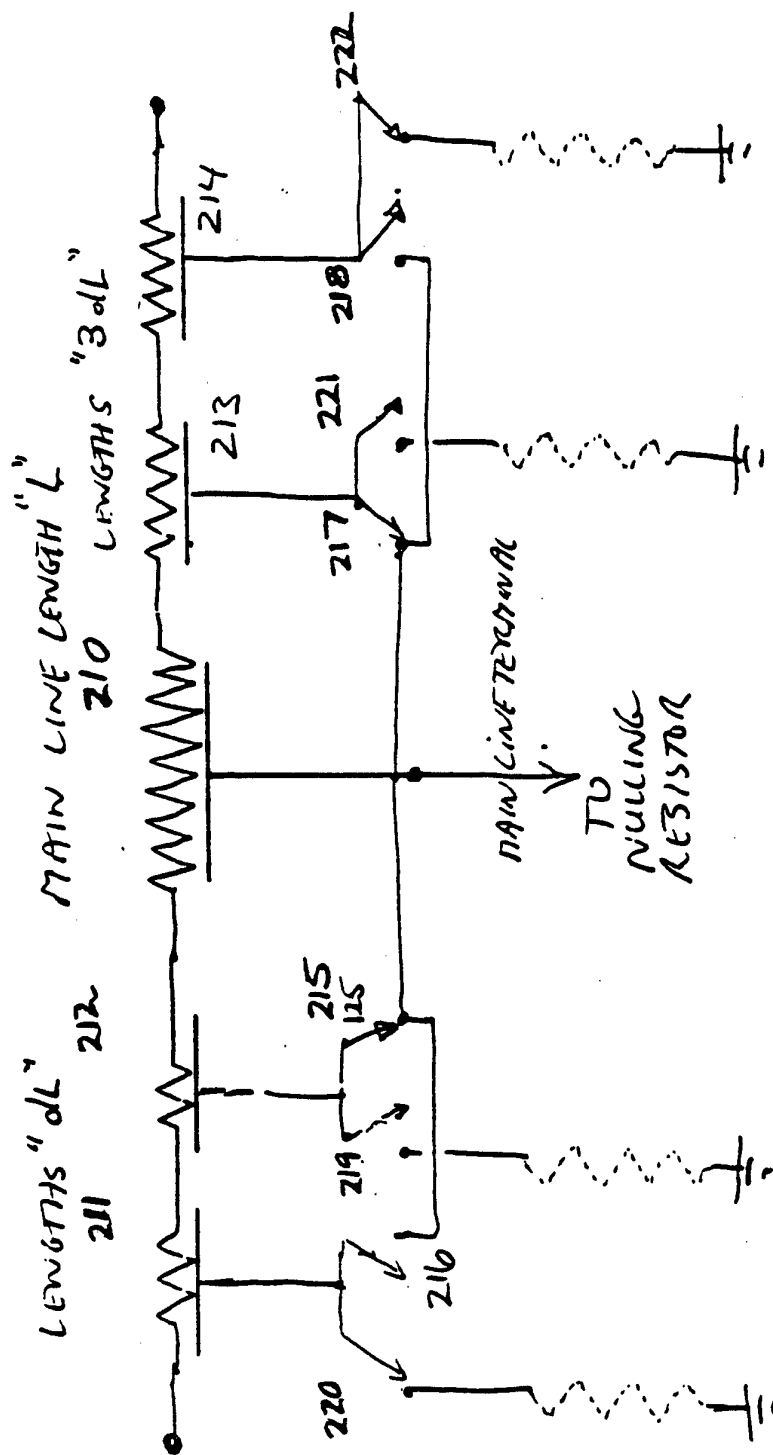 MAIN LINE LENGTH "L"
LENGTHS "dL"
LENGTHS "3dL"
211
212
210
213
214
215
125
219
216
220
217
221
218
222
MAIN LINE TERMINAL
TO
NULLING
RESISTOR